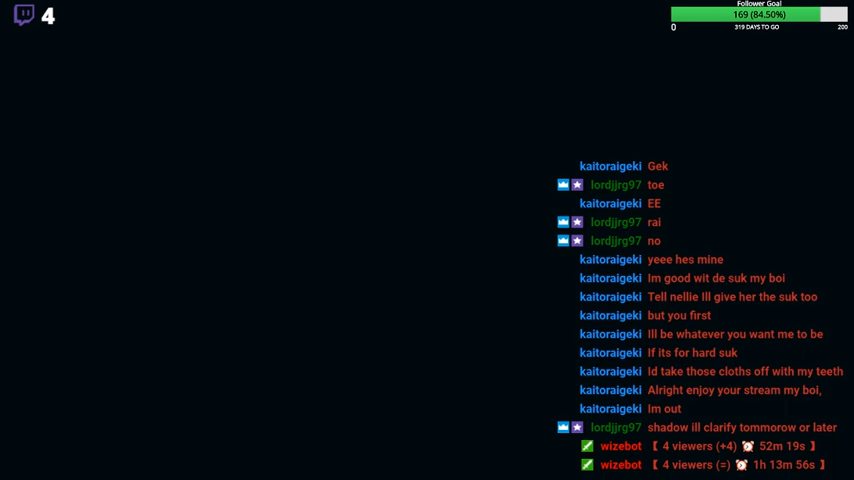 4
Follower Goal
169 (84.50%)
0 319 DAYS TO GO 200
kaitoraigeki Gek
lordjjrg97 toe
kaitoraigeki EE
lordjjrg97 rai
lordjjrg97 no
kaitoraigeki yeee hes mine
kaitoraigeki Im good wit de suk my boi
kaitoraigeki Tell nellie Ill give her the suk too
kaitoraigeki but you first
kaitoraigeki Ill be whatever you want me to be
kaitoraigeki If its for hard suk
kaitoraigeki Id take those cloths off with my teeth
kaitoraigeki Alright enjoy your stream my boi,
kaitoraigeki Im out
lordjjrg97 shadow ill clarify tommorow or later
wizebot 【 4 viewers (+4) ⏰ 52m 19s 】
wizebot 【 4 viewers (=) ⏰ 1h 13m 56s 】